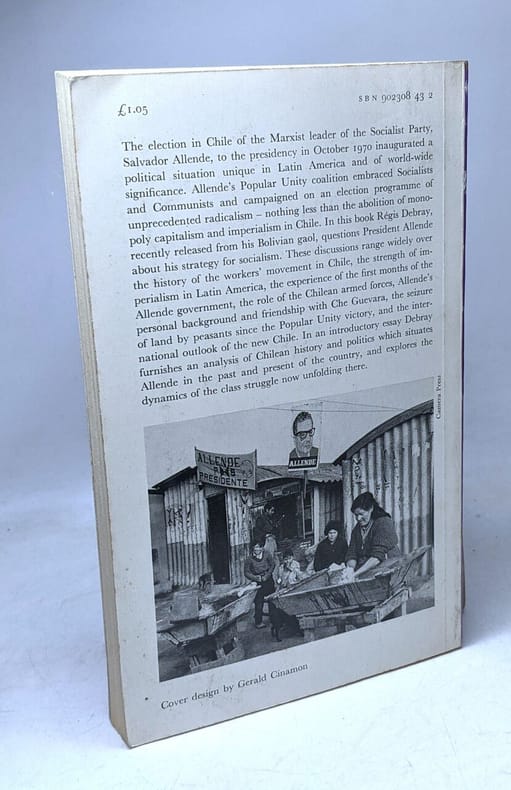 £1.05
SBN 902308 43 2
The election in Chile of the Marxist leader of the Socialist Party,
Salvador Allende, to the presidency in October 1970 inaugurated a
political situation unique in Latin America and of world-wide
significance. Allende's Popular Unity coalition embraced Socialists
and Communists and campaigned on an election programme of
unprecedented radicalism – nothing less than the abolition of mono-
poly capitalism and imperialism in Chile. In this book Régis Debray,
recently released from his Bolivian gaol, questions President Allende
about his strategy for socialism. These discussions range widely over
the history of the workers' movement in Chile, the strength of im-
perialism in Latin America, the experience of the first months of the
Allende government, the role of the Chilean armed forces, Allende's
personal background and friendship with Che Guevara, the seizure
of land by peasants since the Popular Unity victory, and the inter-
national outlook of the new Chile. In an introductory essay Debray
furnishes an analysis of Chilean history and politics which situates
Allende in the past and present of the country, and explores the
dynamics of the class struggle now unfolding there.
Camera Press
ALLENDE
PRESIDENTE
ALLENDE
Cover design by Gerald Cinamon